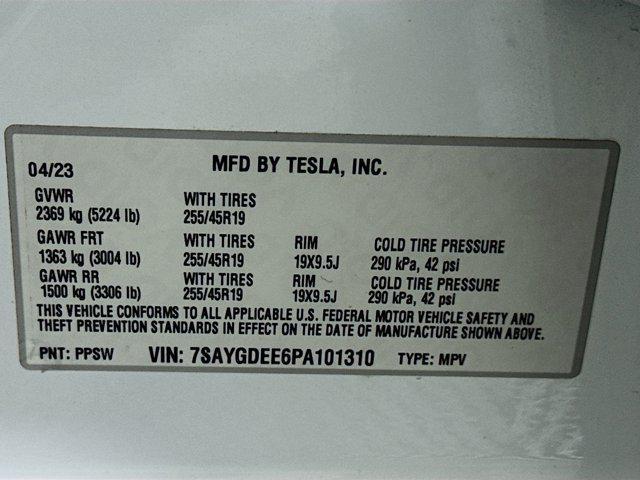 04/23 MFD BY TESLA, INC.
GVWR WITH TIRES
2369 kg (5224 lb) 255/45R19
GAWR FRT WITH TIRES RIM COLD TIRE PRESSURE
1363 kg (3004 lb) 255/45R19 19X9.5J 290 kPa, 42 psi
GAWR RR WITH TIRES RIM COLD TIRE PRESSURE
1500 kg (3306 lb) 255/45R19 19X9.5J 290 kPa, 42 psi
THIS VEHICLE CONFORMS TO ALL APPLICABLE U.S. FEDERAL MOTOR VEHICLE SAFETY AND
THEFT PREVENTION STANDARDS IN EFFECT ON THE DATE OF MANUFACTURE SHOWN ABOVE.
PNT: PPSW VIN: 7SAYGDEE6PA101310 TYPE: MPV